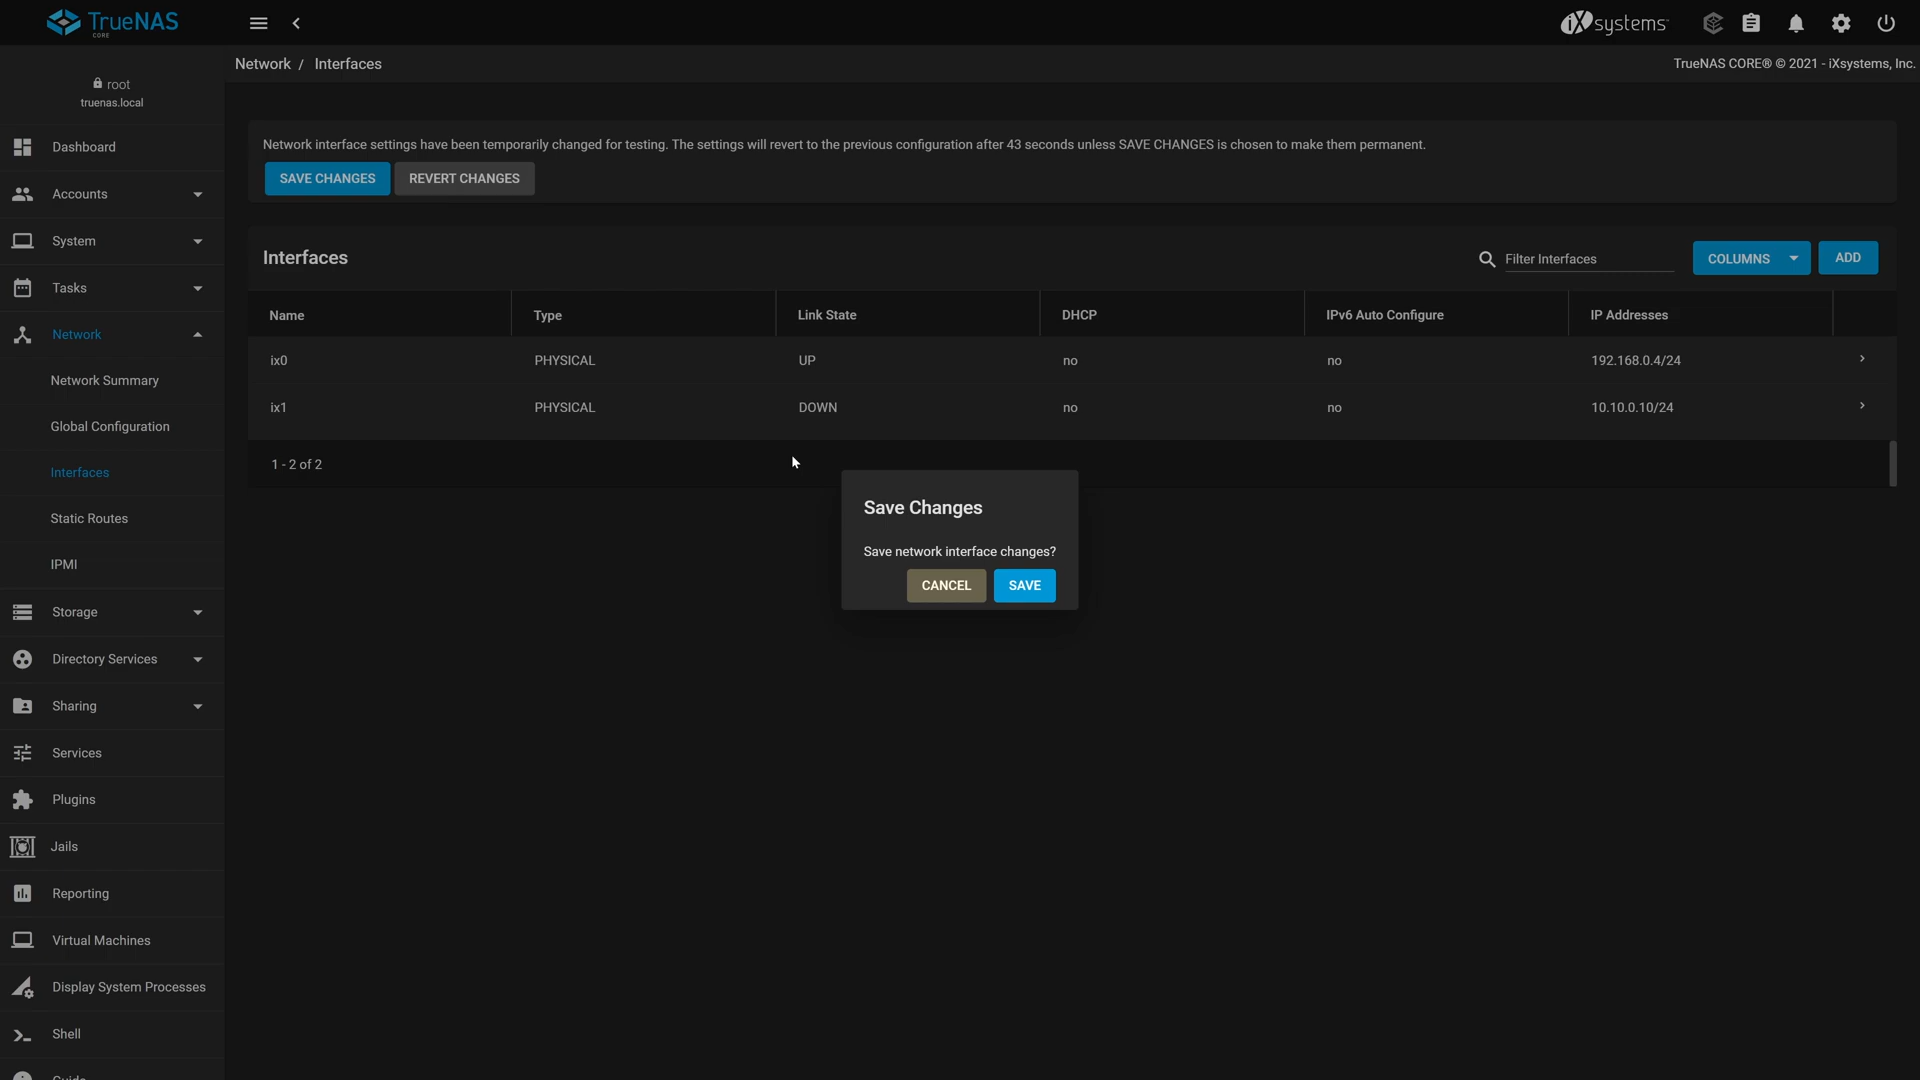 TrueNAS
CORE
iXsystems
Network / Interfaces
TrueNAS CORE® © 2021 - iXsystems, Inc.
root
truenas.local
Dashboard
Accounts
System
Tasks
Network
Network Summary
Global Configuration
Interfaces
Static Routes
IPMI
Storage
Directory Services
Sharing
Services
Plugins
Jails
Reporting
Virtual Machines
Display System Processes
Shell
Network interface settings have been temporarily changed for testing. The settings will revert to the previous configuration after 43 seconds unless SAVE CHANGES is chosen to make them permanent.
SAVE CHANGES REVERT CHANGES
Interfaces Filter Interfaces COLUMNS ADD
Name Type Link State DHCP IPv6 Auto Configure IP Addresses
ix0 PHYSICAL UP no no 192.168.0.4/24
ix1 PHYSICAL DOWN no no 10.10.0.10/24
1 - 2 of 2
Save Changes
Save network interface changes?
CANCEL SAVE